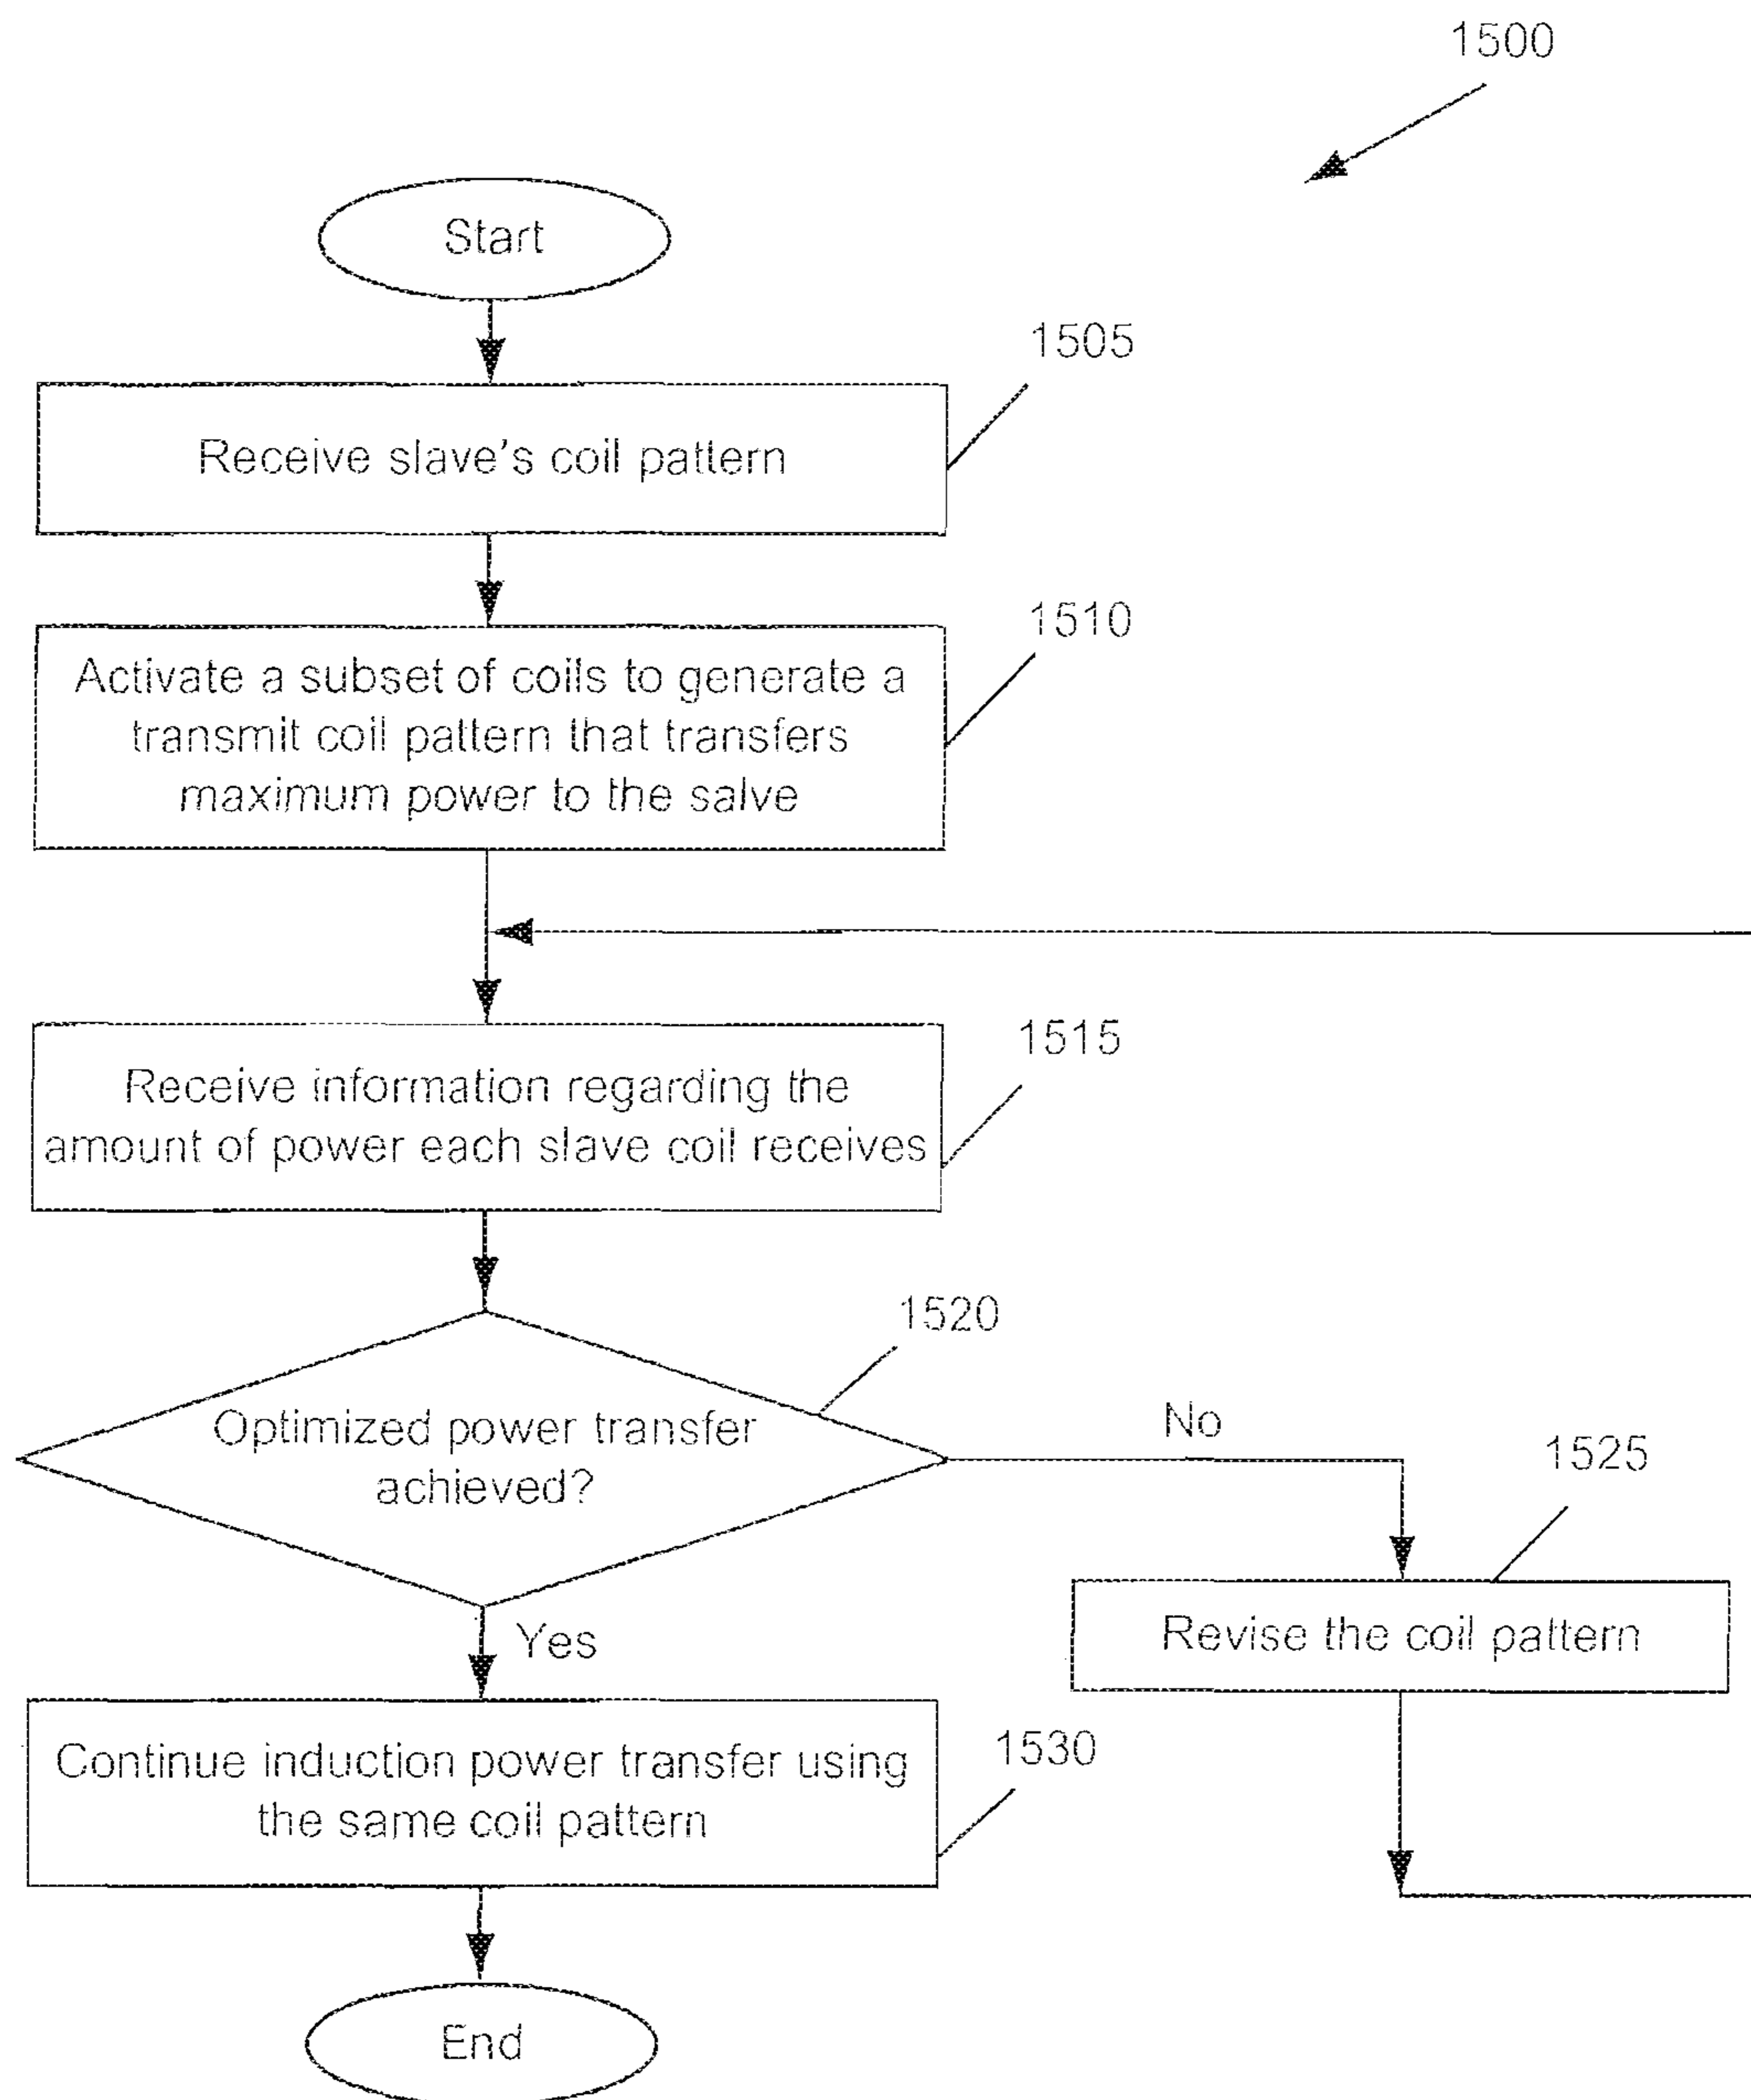 1500
Start
1505
Receive slave's coil pattern
1510
Activate a subset of coils to generate a
transmit coil pattern that transfers
maximum power to the salve
1515
Receive information regarding the
amount of power each slave coil receives
1520
Optimized power transfer
achieved?
No
1525
Revise the coil pattern
Yes
1530
Continue induction power transfer using
the same coil pattern
End